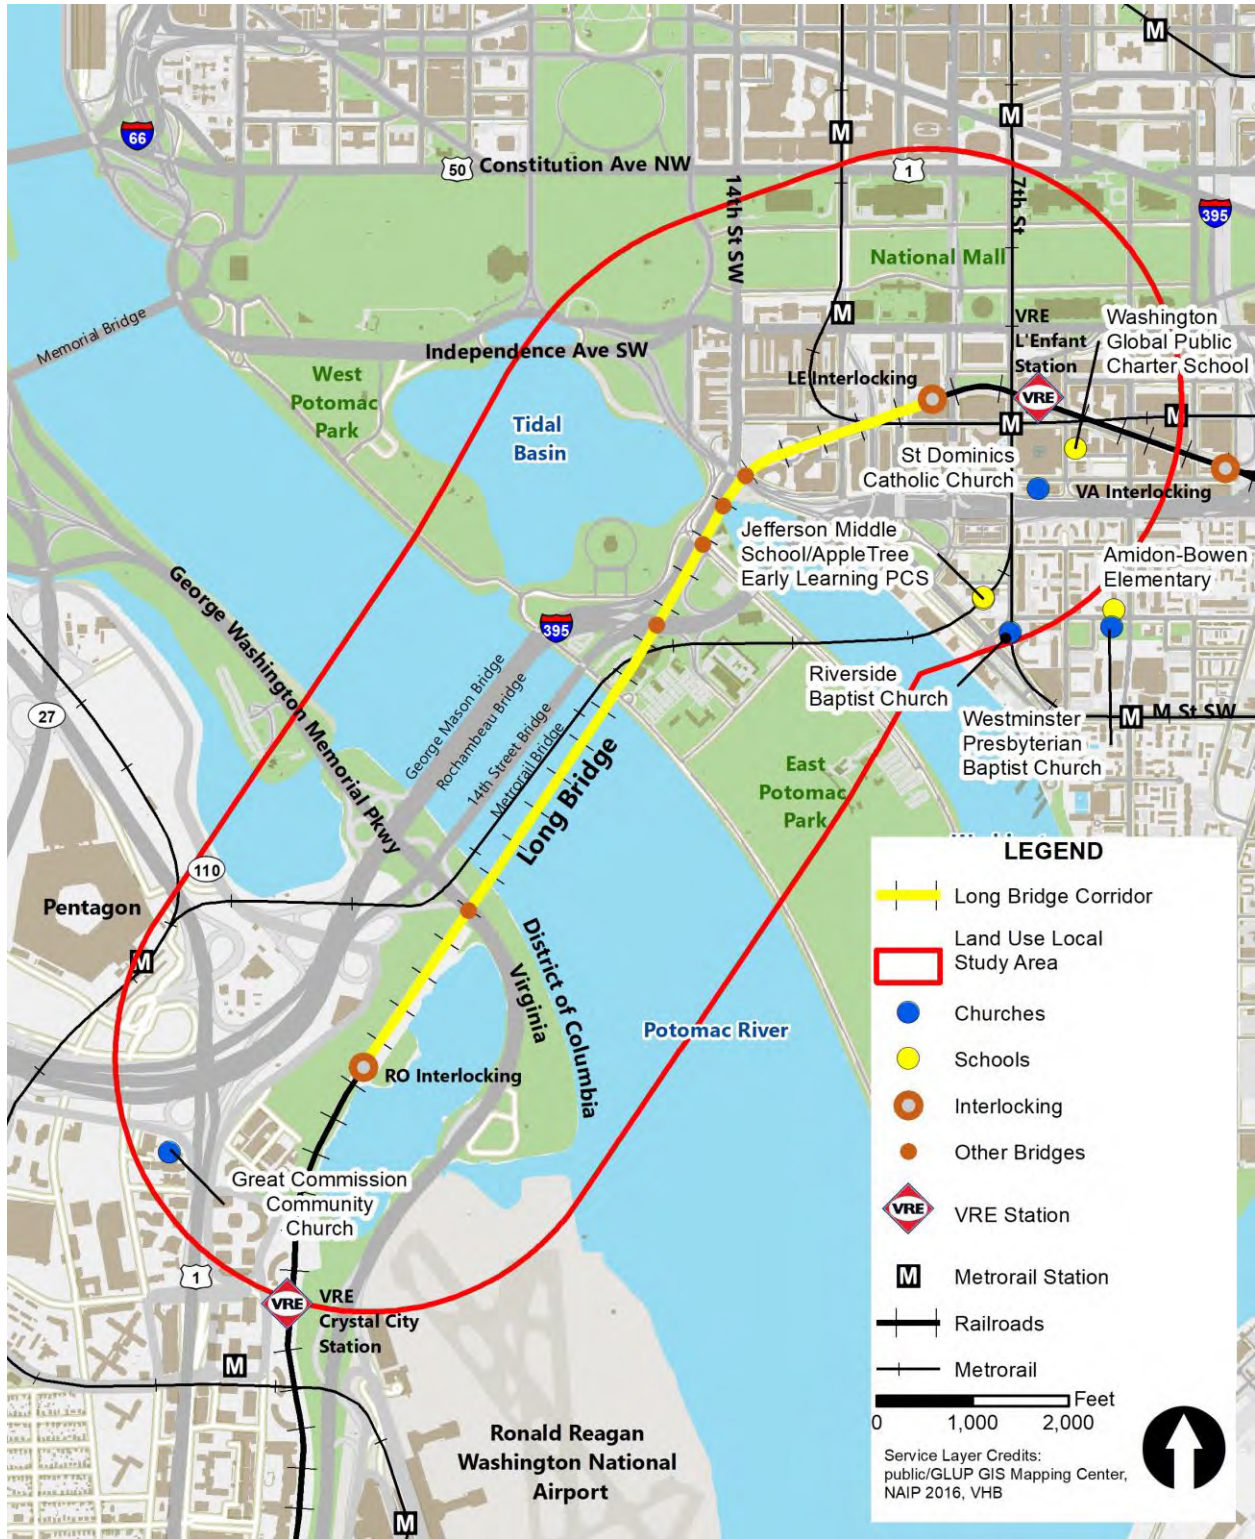 M
66
M
M
50
Constitution Ave NW
1
395
14th St SW
7th St
National Mall
Memorial Bridge
M
VRE
L'Enfant
Station
Washington
Global Public
Charter School
Independence Ave SW
LE Interlocking
West
Potomac
Park
Tidal
Basin
VRE
M
M
St Dominics
Catholic Church
VA Interlocking
Jefferson Middle
School/AppleTree
Early Learning PCS
Amidon-Bowen
Elementary
George Washington Memorial Pkwy
395
27
George Mason Bridge
Rochambeau Bridge
14th Street Bridge
Metrorail Bridge
Long Bridge
Riverside
Baptist Church
Westminster
Presbyterian
Baptist Church
M
M St SW
East
Potomac
Park
110
Pentagon
M
District of Columbia
Virginia
Potomac River
RO Interlocking
Great Commission
Community
Church
1
VRE
VRE
Crystal City
Station
M
Ronald Reagan
Washington National
Airport
M
LEGEND
Long Bridge Corridor
Land Use Local
Study Area
Churches
Schools
Interlocking
Other Bridges
VRE
VRE Station
M
Metrorail Station
Railroads
Metrorail
Feet
0 1,000 2,000
Service Layer Credits:
public/GLUP GIS Mapping Center,
NAIP 2016, VHB